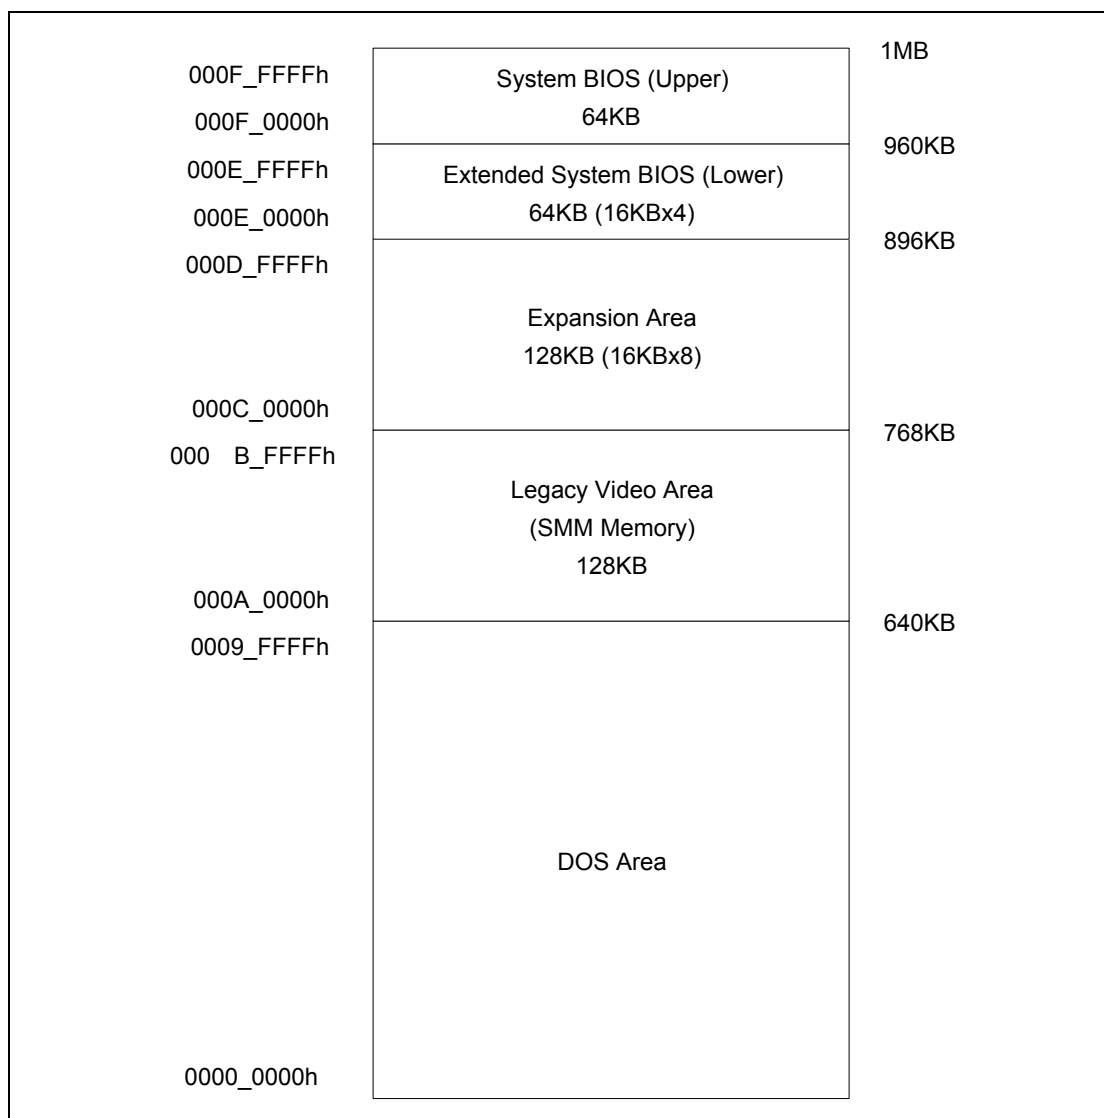 1MB
000F_FFFFh
System BIOS (Upper)
64KB
000F_0000h
960KB
000E_FFFFh
Extended System BIOS (Lower)
64KB (16KBx4)
000E_0000h
896KB
000D_FFFFh
Expansion Area
128KB (16KBx8)
000C_0000h
768KB
000 B_FFFFh
Legacy Video Area
(SMM Memory)
128KB
000A_0000h
640KB
0009_FFFFh
DOS Area
0000_0000h